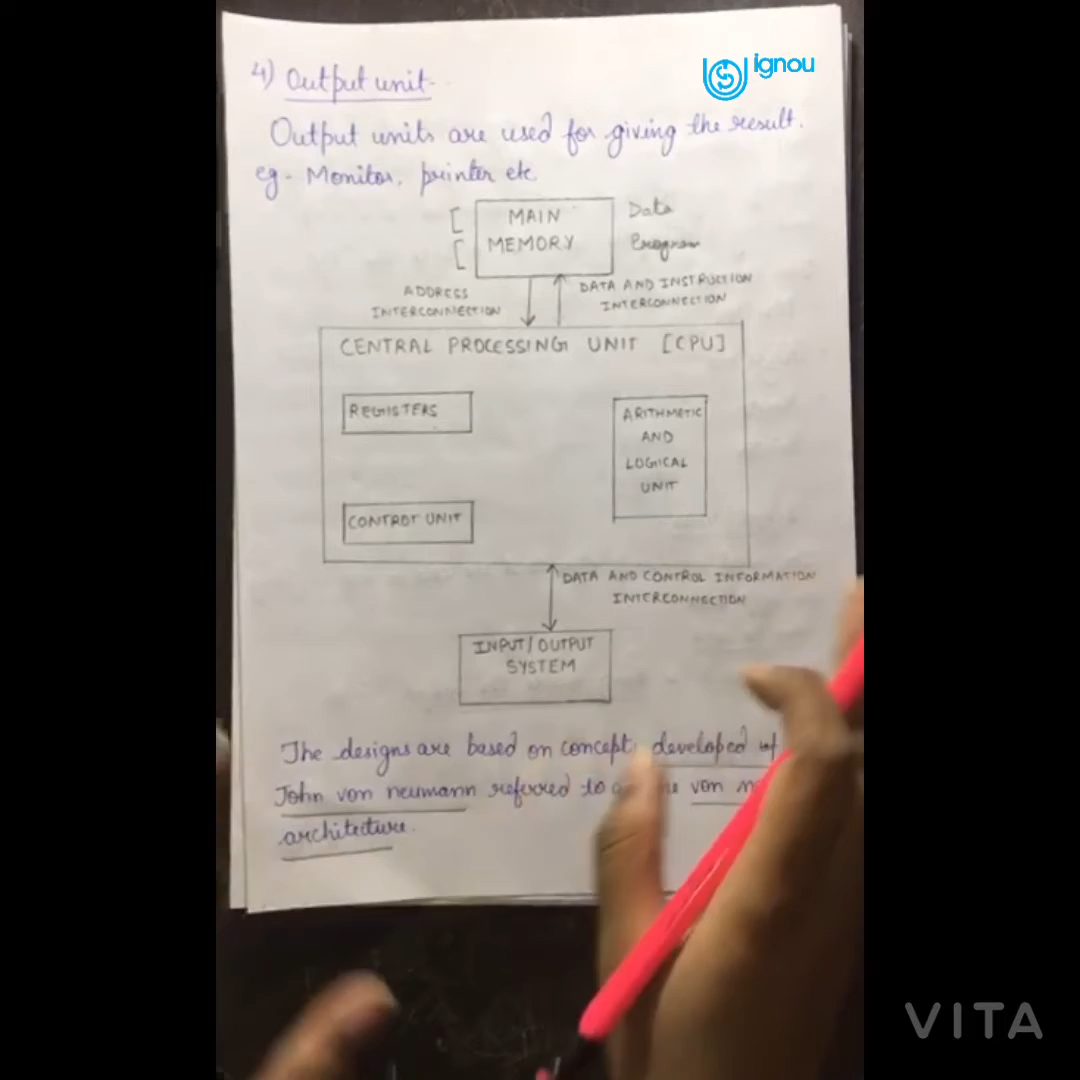 ignou
4) Output unit-
Output units are used for giving the result.
eg- Monitor, printer etc
MAIN
MEMORY
Data
Program
ADDRESS
INTERCONNECTION
DATA AND INSTRUCTION
INTERCONNECTION
CENTRAL PROCESSING UNIT [CPU]
REGISTERS
ARITHMETIC
AND
LOGICAL
UNIT
CONTROL UNIT
DATA AND CONTROL INFORMATION
INTERCONNECTION
INPUT/OUTPUT
SYSTEM
The designs are based on concepts developed
John von neumann referred to von
architecture.
VITA